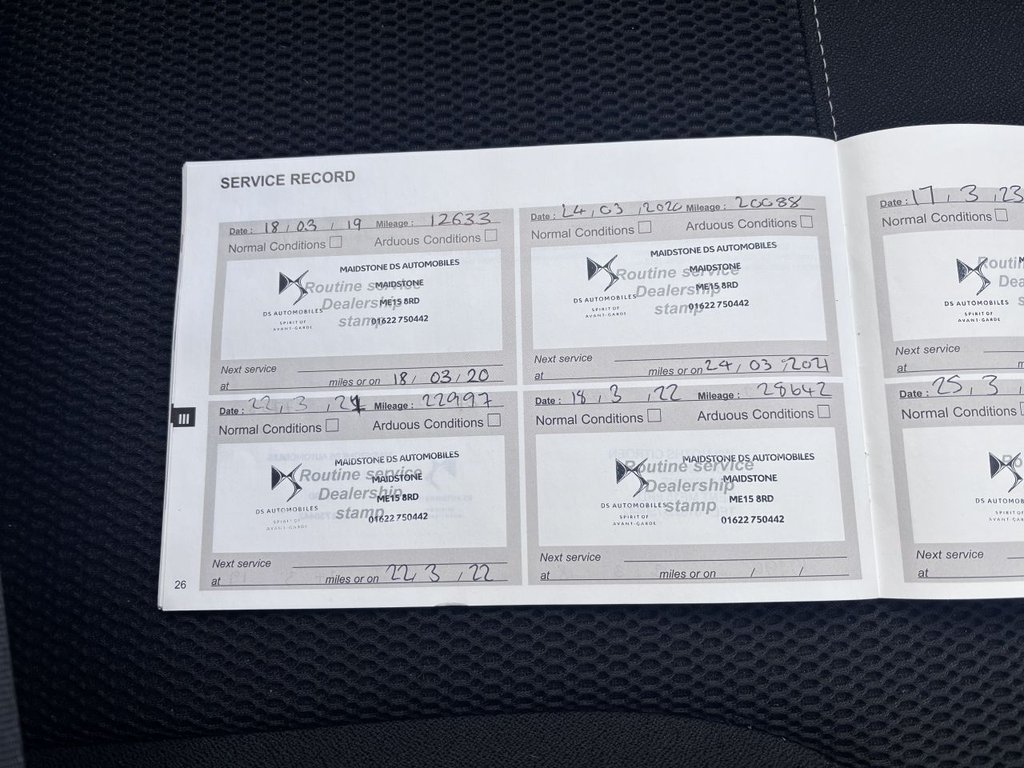 SERVICE RECORD
Date : 18 / 03 / 19 Mileage : 12633
Normal Conditions Arduous Conditions
MAIDSTONE DS AUTOMOBILES
Routine service
MAIDSTONE
Dealership
ME15 8RD
DS AUTOMOBILES
stamp
01622 750442
SPIRIT OF
AVANT-GARDE
Next service
at miles or on 18 / 03 / 20
Date : 24 / 03 / 2020 Mileage :
Normal Conditions Arduous Conditions
MAIDSTONE DS AUTOMOBILES
Routine service
MAIDSTONE
Dealership
ME15 8RD
DS AUTOMOBILES
stamp
01622 750442
SPIRIT OF
AVANT-GARDE
Next service
at miles or on 24 / 03 / 2021
Date : 22 / 3 / 21 Mileage : 22997
Normal Conditions Arduous Conditions
MAIDSTONE DS AUTOMOBILES
Routine service
MAIDSTONE
Dealership
ME15 8RD
DS AUTOMOBILES
stamp
01622 750442
SPIRIT OF
AVANT-GARDE
Next service
at miles or on 22 / 3 / 22
Date : 18 / 3 / 22 Mileage : 28642
Normal Conditions Arduous Conditions
MAIDSTONE DS AUTOMOBILES
Routine service
MAIDSTONE
Dealership
ME15 8RD
DS AUTOMOBILES
stamp
01622 750442
SPIRIT OF
AVANT-GARDE
Next service
at miles or on / /
III
26
Date : 17 / 3 / 23
Normal Conditions
DS AUTOMOBILES
SPIRIT OF
AVANT-GARDE
Next service
at
Date : 25 / 3 /
Normal Conditions
DS AUTOMOB
SPIRIT OF
Next service
at